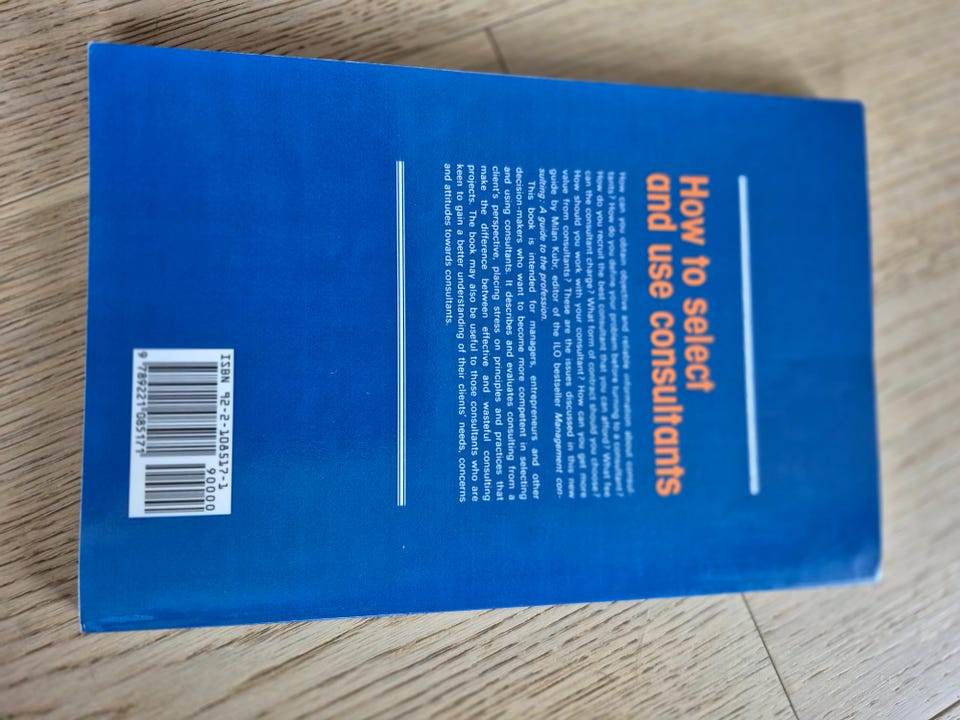 How to select
and use consultants
How can you obtain objective and reliable information about consul-
tants? How do you define your problem before turning to a consultant?
How do you recruit the best consultant that you can afford? What fee
can the consultant charge? What form of contract should you choose?
How should you work with your consultant? How can you get more
value from consultants? These are the issues discussed in this new
guide by Milan Kubr, editor of the ILO bestseller Management con-
sulting: A guide to the profession.
This book is intended for managers, entrepreneurs and other
decision-makers who want to become more competent in selecting
and using consultants. It describes and evaluates consulting from a
client's perspective, placing stress on principles and practices that
make the difference between effective and wasteful consulting
projects. The book may also be useful to those consultants who are
keen to gain a better understanding of their clients' needs, concerns
and attitudes towards consultants.
ISBN 92-2-108517-1
90000
9 789221 085171